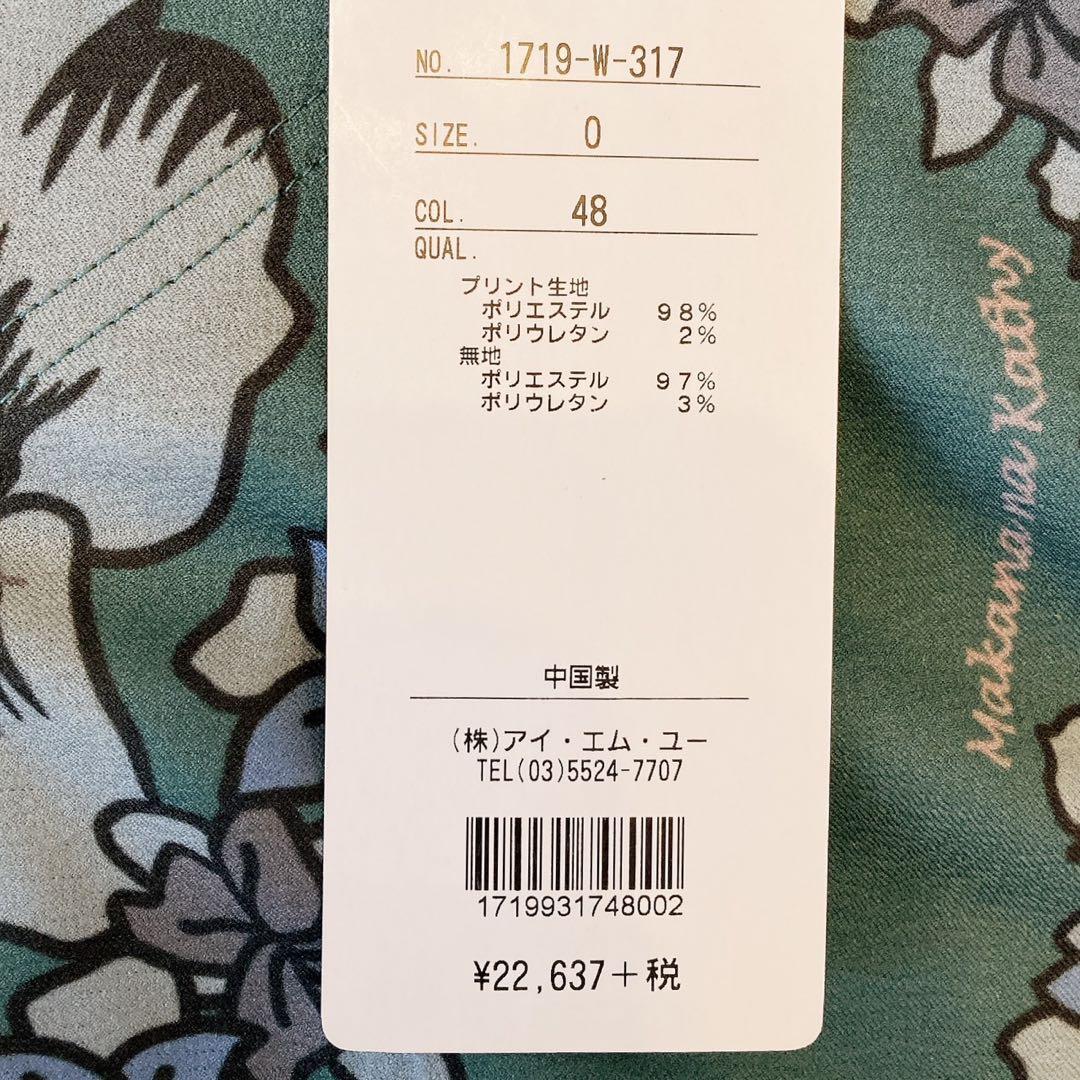 NO. 1719-W-317
SIZE. 0
COL. 48
QUAL.
プリント生地
ポリエステル 98%
ポリウレタン 2%
無地
ポリエステル 97%
ポリウレタン 3%
中国製
(株)アイ・エム・ユー
TEL(03)5524-7707
1719931748002
¥22,637+税
Makana na Kathy